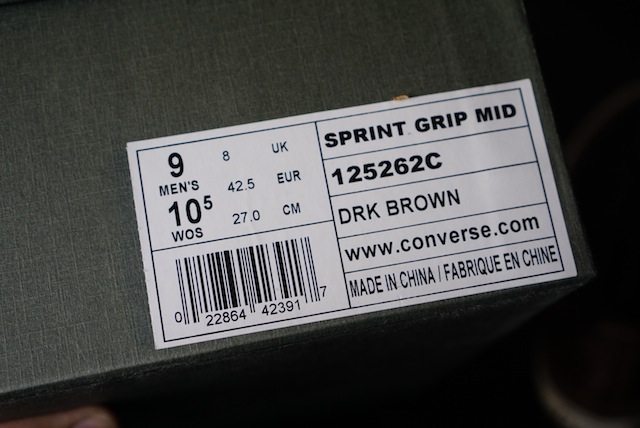 9 8 UK
MEN'S 42.5 EUR
10⁵ 27.0 CM
WOS
0 22864 42391 7
SPRINT GRIP MID
125262C
DRK BROWN
www.converse.com
MADE IN CHINA / FABRIQUE EN CHINE